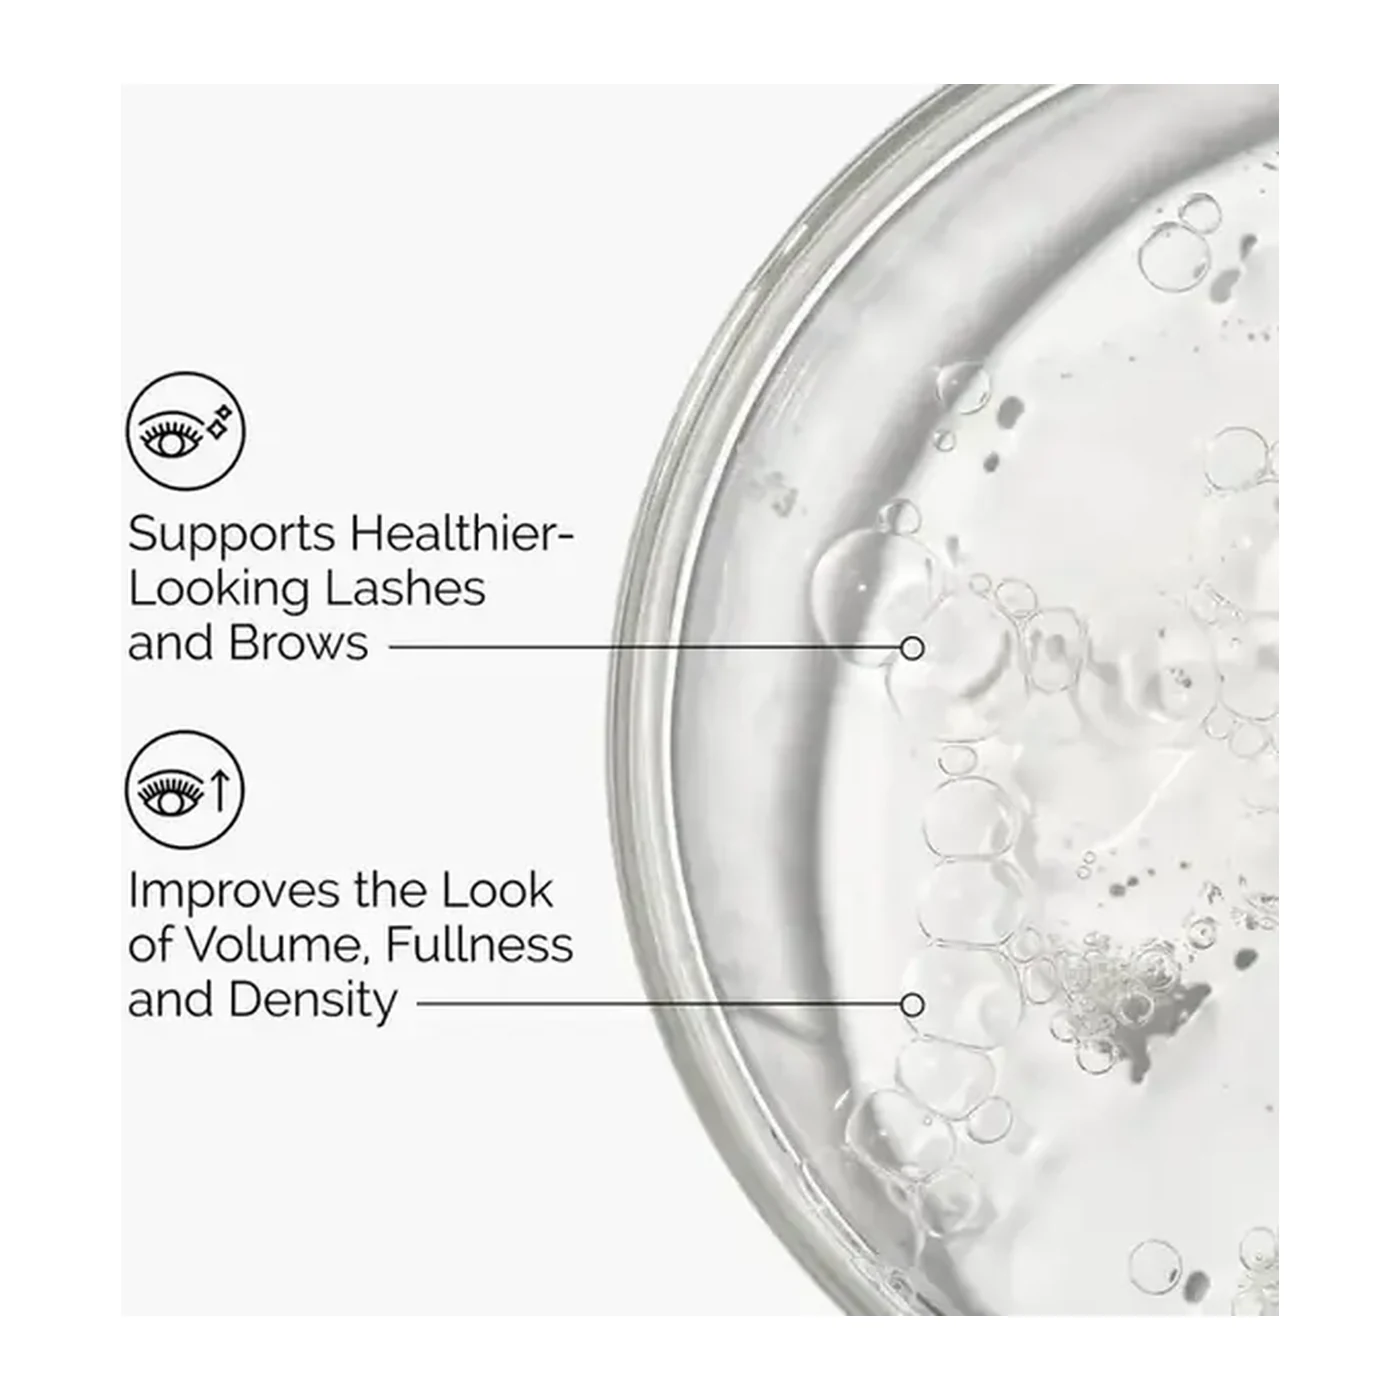 Supports Healthier-
Looking Lashes
and Brows
Improves the Look
of Volume, Fullness
and Density